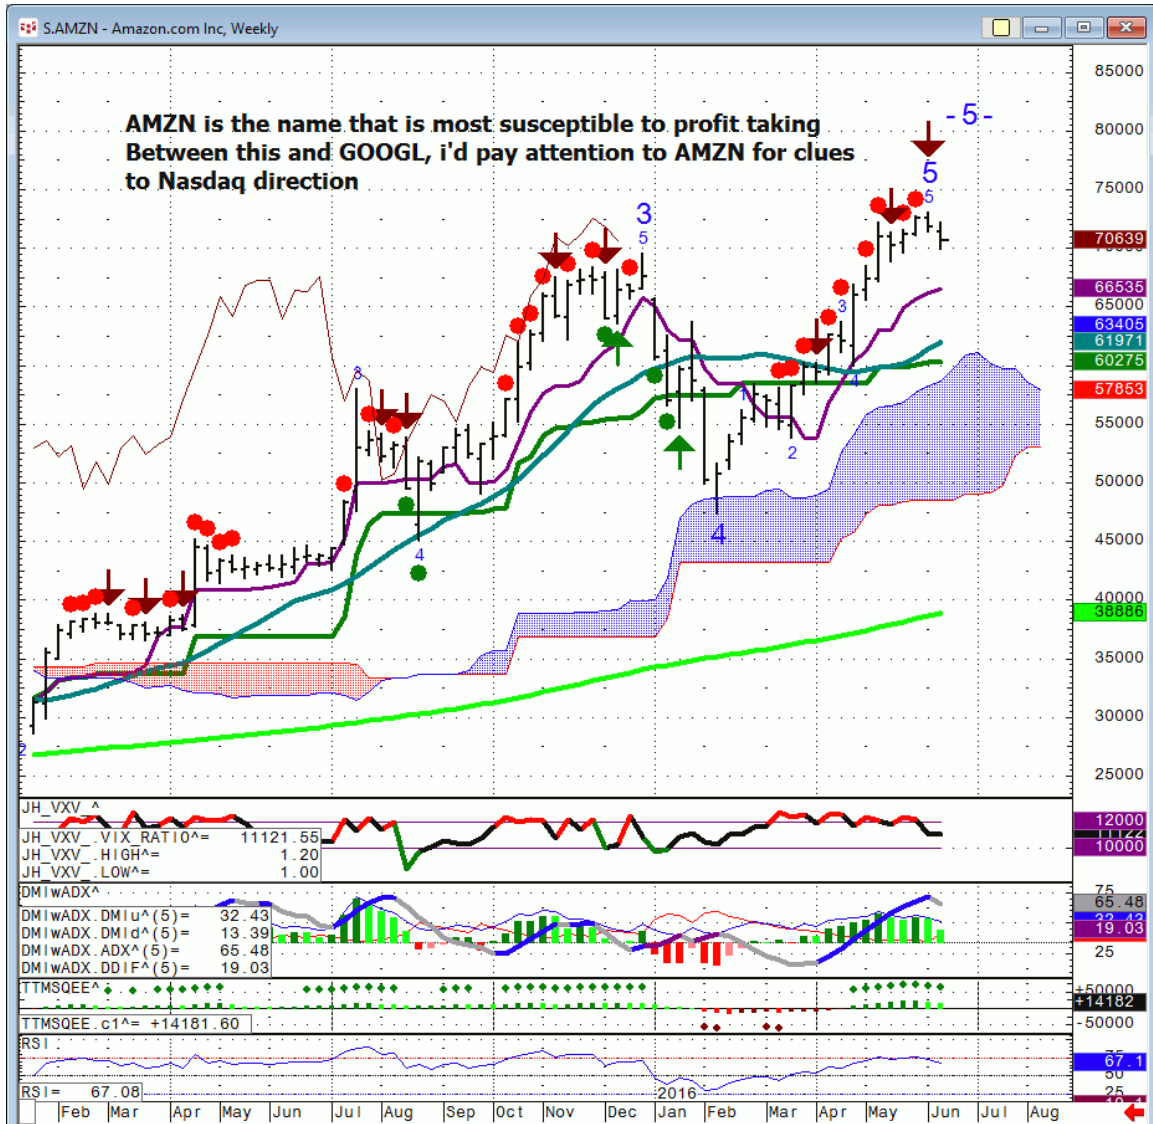 S.AMZN - Amazon.com Inc, Weekly
AMZN is the name that is most susceptible to profit taking
Between this and GOOGL, i'd pay attention to AMZN for clues
to Nasdaq direction
-5-
5
5
3
5
3
3
4
4
1
2
4
2
85000
80000
75000
70639
66535
65000
63405
61971
60275
57853
55000
50000
45000
40000
38886
35000
30000
25000
JH_VXV_^
JH_VXV_.VIX_RATIO^= 11121.55
JH_VXV_.HIGH^= 1.20
JH_VXV_.LOW^= 1.00
12000
11122
10000
DMIwADX^
DMIwADX.DMIu^(5)= 32.43
DMIwADX.DMId^(5)= 13.39
DMIwADX.ADX^(5)= 65.48
DMIwADX.DDIF^(5)= 19.03
75
65.48
19.03
25
TTMSQEE^
TTMSQEE.c1^= +14181.60
+50000
+14182
-50000
RSI
RSI= 67.08
67.1
50
25
2016
Feb Mar Apr May Jun Jul Aug Sep Oct Nov Dec Jan Feb Mar Apr May Jun Jul Aug